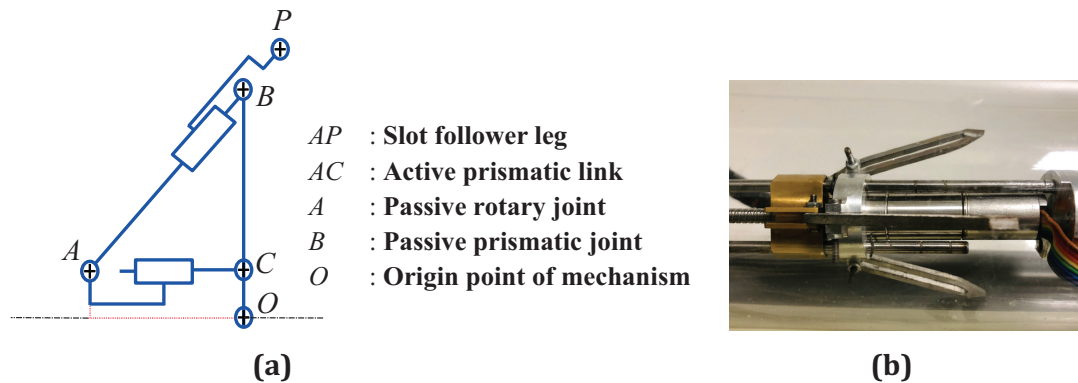 P
B
AP : Slot follower leg
AC : Active prismatic link
A : Passive rotary joint
B : Passive prismatic joint
O : Origin point of mechanism
A
C
O
(a)
(b)